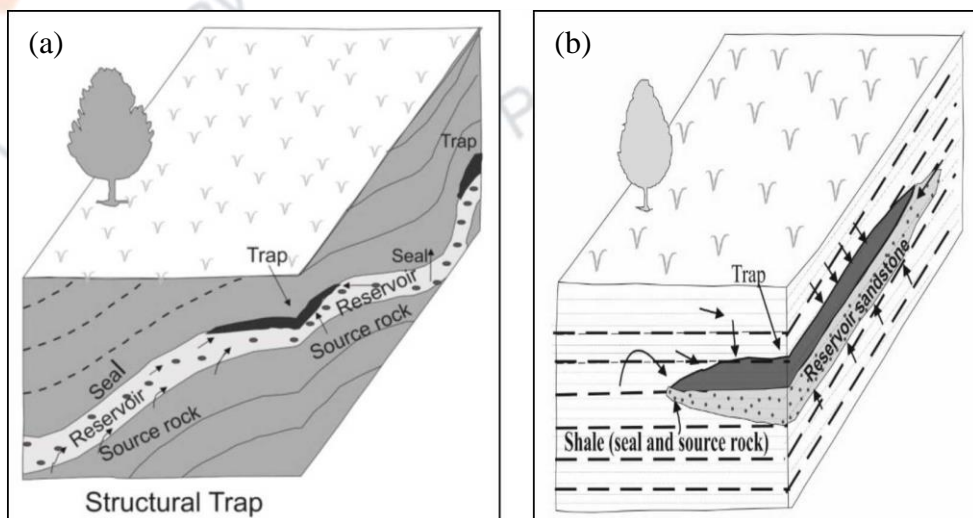 (a)
Trap
Trap
Seal
Reservoir
Source rock
Seal
Reservoir
Source rock
Structural Trap
(b)
Trap
Reservoir sandstone
Shale (seal and source rock)